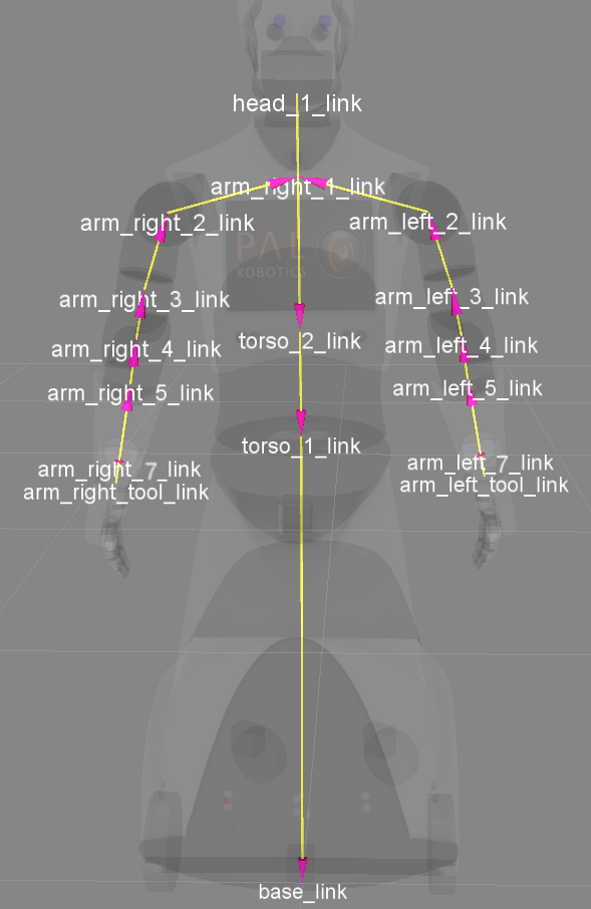 head_1_link
arm_right_1_link
arm_right_2_link
arm_left_2_link
PAL
ROBOTICS
arm_right_3_link
arm_left_3_link
torso_2_link
arm_right_4_link
arm_left_4_link
arm_right_5_link
arm_left_5_link
torso_1_link
arm_right_7_link
arm_left_7_link
arm_right_tool_link
arm_left_tool_link
base_link